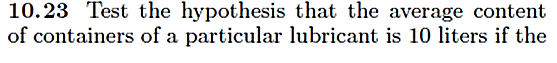 10.23 Test the hypothesis that the average content
of containers of a particular lubricant is 10 liters if the